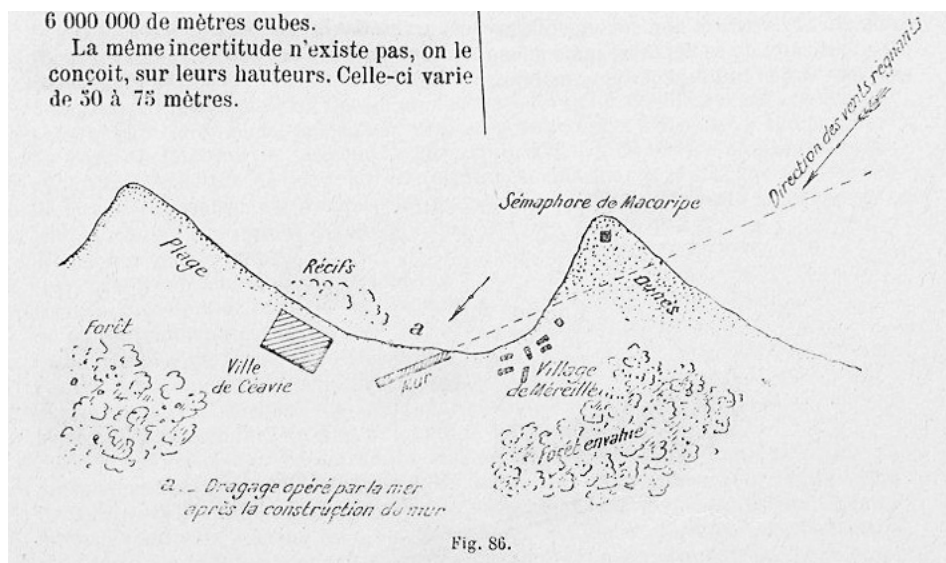 6 000 000 de mètres cubes.
La même incertitude n'existe pas, on le
conçoit, sur leurs hauteurs. Celle-ci varie
de 50 à 75 mètres.
Direction des vents régnants
Sémaphore de Macoripe
Plage
Récifs
Dunes
a
Forêt
Ville
de Céavie
Mur
Village
de Méreille
Forêt envahie
a _ Dragage opéré par la mer
après la construction du mur
Fig. 86.